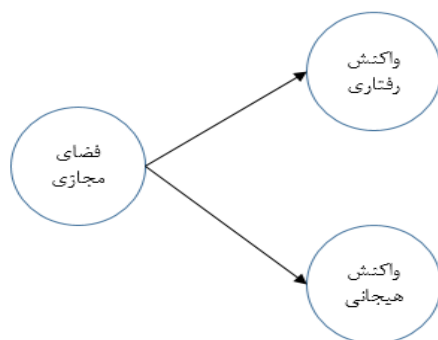 واکنش
رفتاری
فضای
مجازی
واکنش
هیجانی